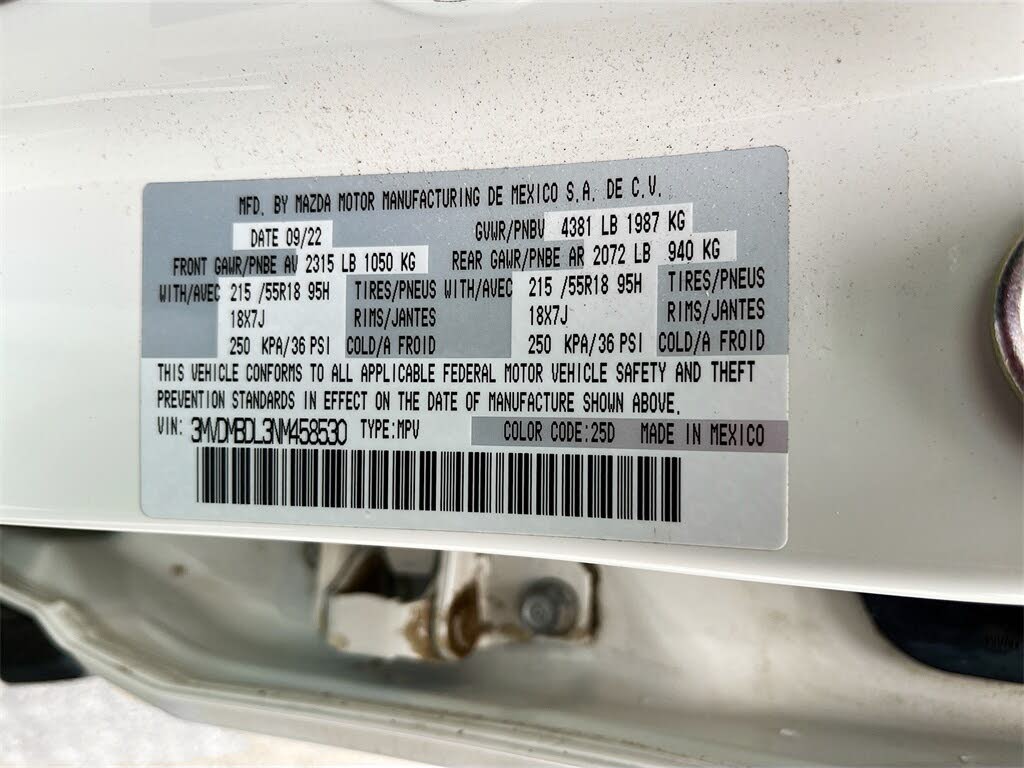 MFD. BY MAZDA MOTOR MANUFACTURING DE MEXICO S.A. DE C.V.
DATE 09/22 GVWR/PNBV 4381 LB 1987 KG
FRONT GAWR/PNBE AV 2315 LB 1050 KG REAR GAWR/PNBE AR 2072 LB 940 KG
WITH/AVEC 215 /55R18 95H TIRES/PNEUS WITH/AVEC 215 /55R18 95H TIRES/PNEUS
18X7J RIMS/JANTES 18X7J RIMS/JANTES
250 KPA/36 PSI COLD/A FROID 250 KPA/36 PSI COLD/A FROID
THIS VEHICLE CONFORMS TO ALL APPLICABLE FEDERAL MOTOR VEHICLE SAFETY AND THEFT
PREVENTION STANDARDS IN EFFECT ON THE DATE OF MANUFACTURE SHOWN ABOVE.
VIN: 3MVDMBDL3NM458530 TYPE:MPV COLOR CODE:25D MADE IN MEXICO